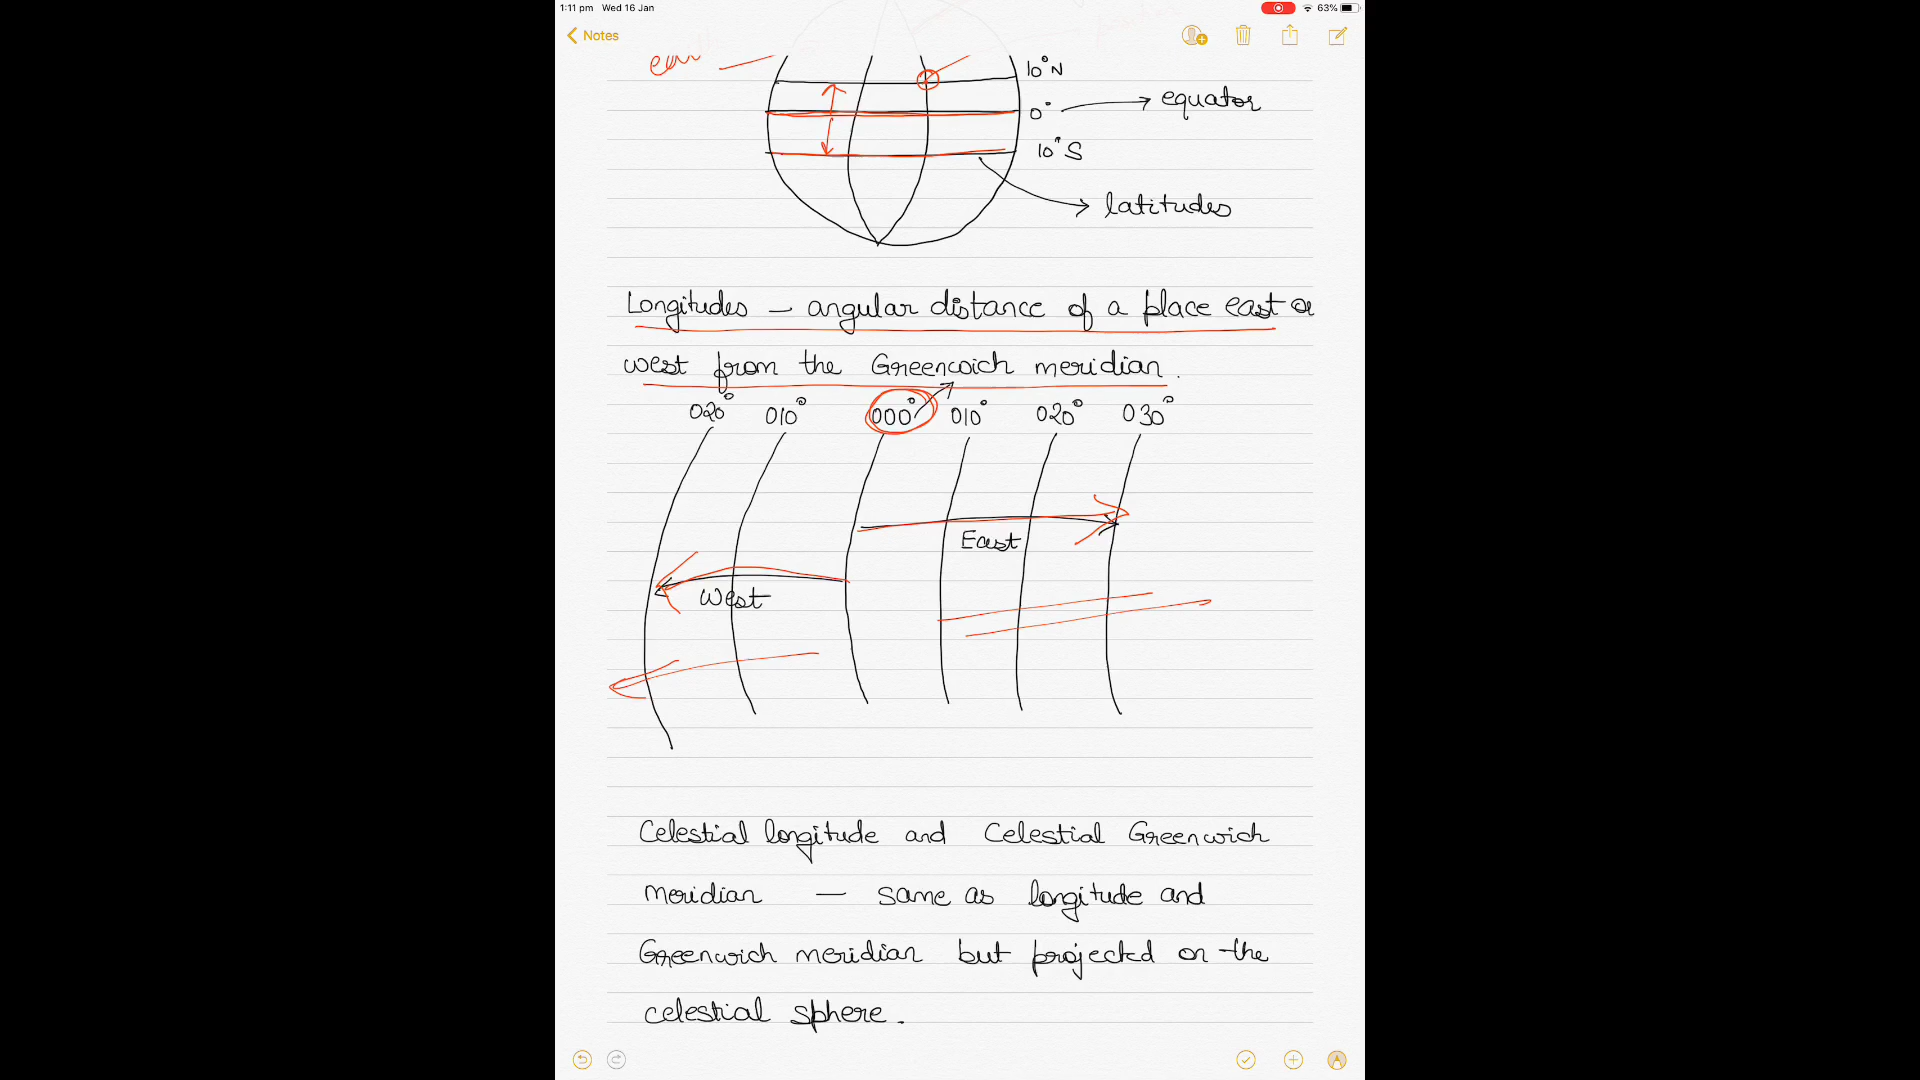 1:11 pm Wed 16 Jan
63%
Notes
10°N
0° equator
10°S
latitudes
Longitudes – angular distance of a place east or
west from the Greenwich meridian.
020° 010° 000° 010° 020° 030°
East
West
Celestial longitude and Celestial Greenwich
Meridian – same as longitude and
Greenwich meridian but projected on the
celestial sphere.